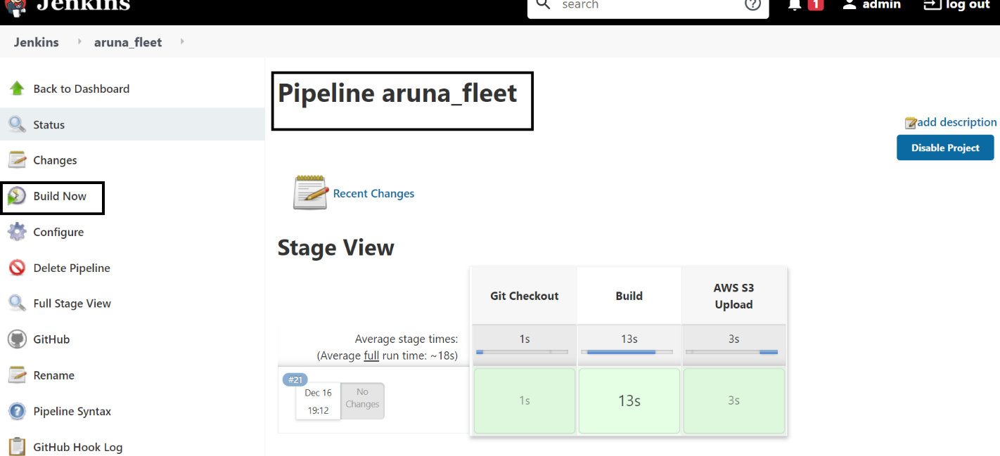 Jenkins
search
1
admin
log out
Jenkins
aruna_fleet
Back to Dashboard
Status
Changes
Build Now
Configure
Delete Pipeline
Full Stage View
GitHub
Rename
Pipeline Syntax
GitHub Hook Log
Pipeline aruna_fleet
add description
Disable Project
Recent Changes
Stage View
Git Checkout
Build
AWS S3
Upload
Average stage times:
(Average full run time: ~18s)
1s
13s
3s
#21
Dec 16
19:12
No
Changes
1s
13s
3s